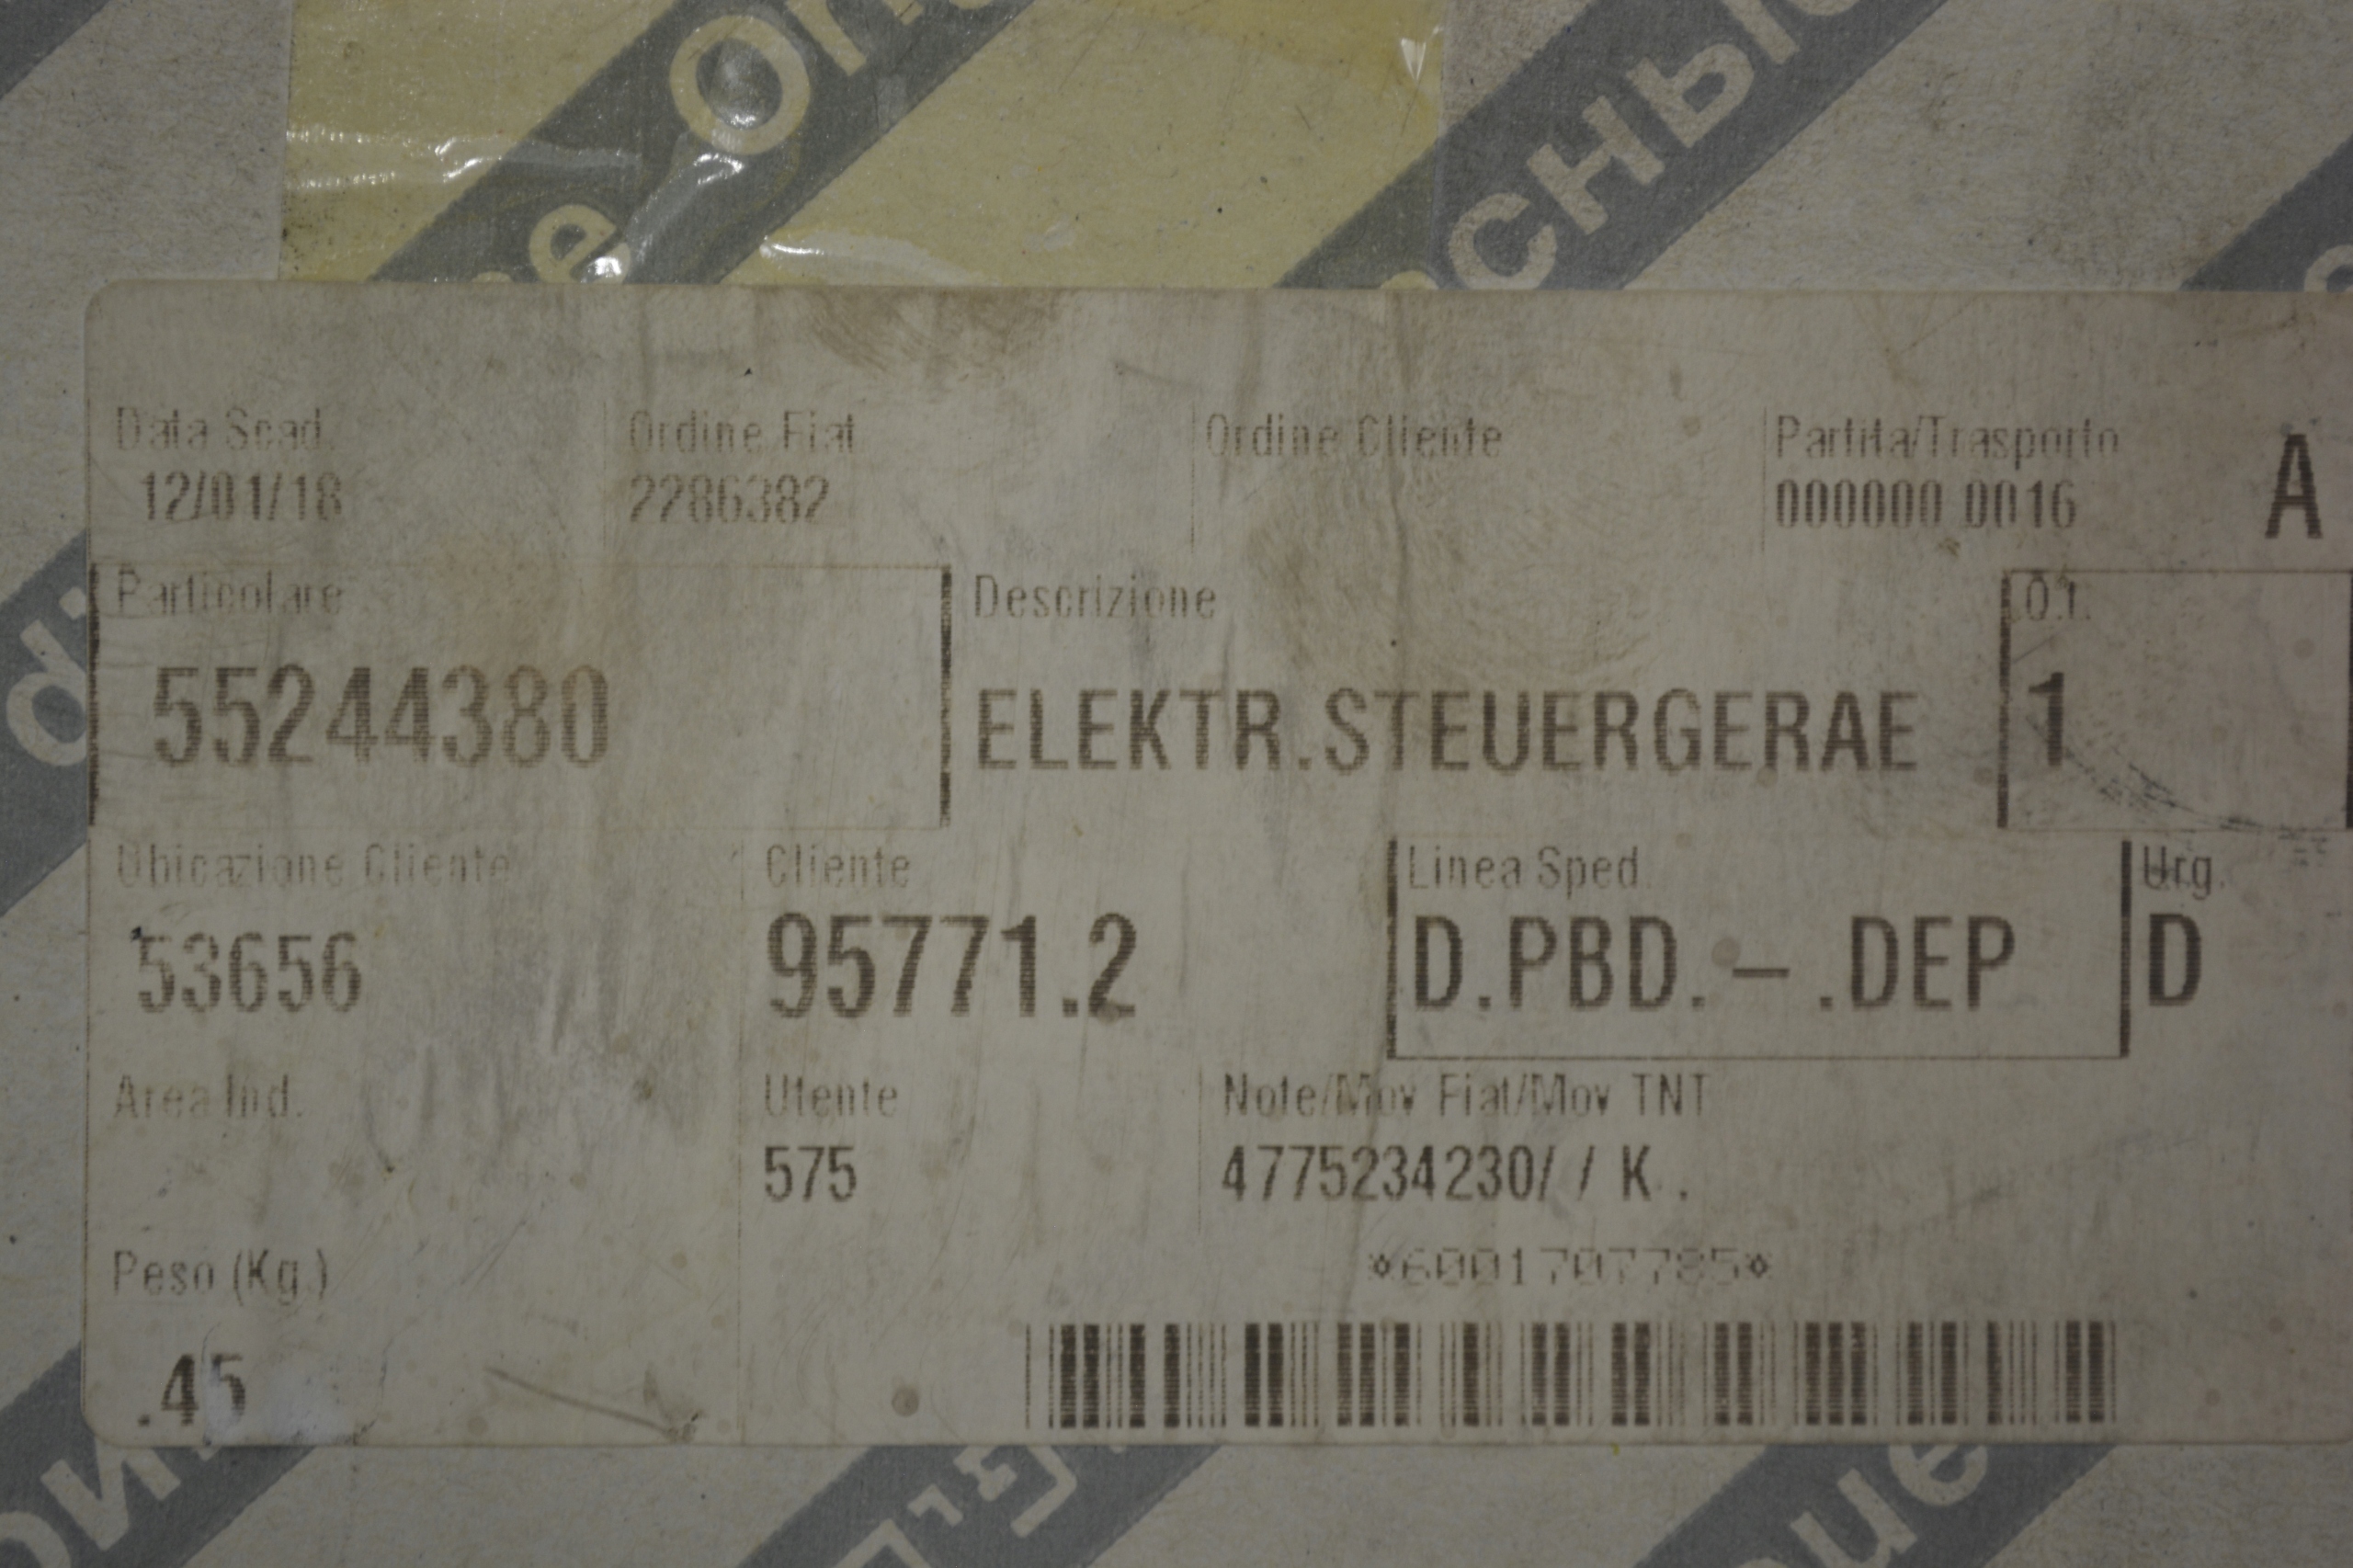 Data Scad. Ordine Fiat Ordine Cliente Partita/Trasporto A
12/01/18 2286382 000000 0016
Particolare Descrizione Q.t.
55244380 ELEKTR.STEUERGERAE 1
Ubicazione Cliente Cliente Linea Sped. Urg.
53656 95771.2 D.PBD.-.DEP D
Area Ind. Utente Note/Mov Fiat/Mov TNT
575 4775234230/ / K .
Peso (Kg.) *6001707785*
.45